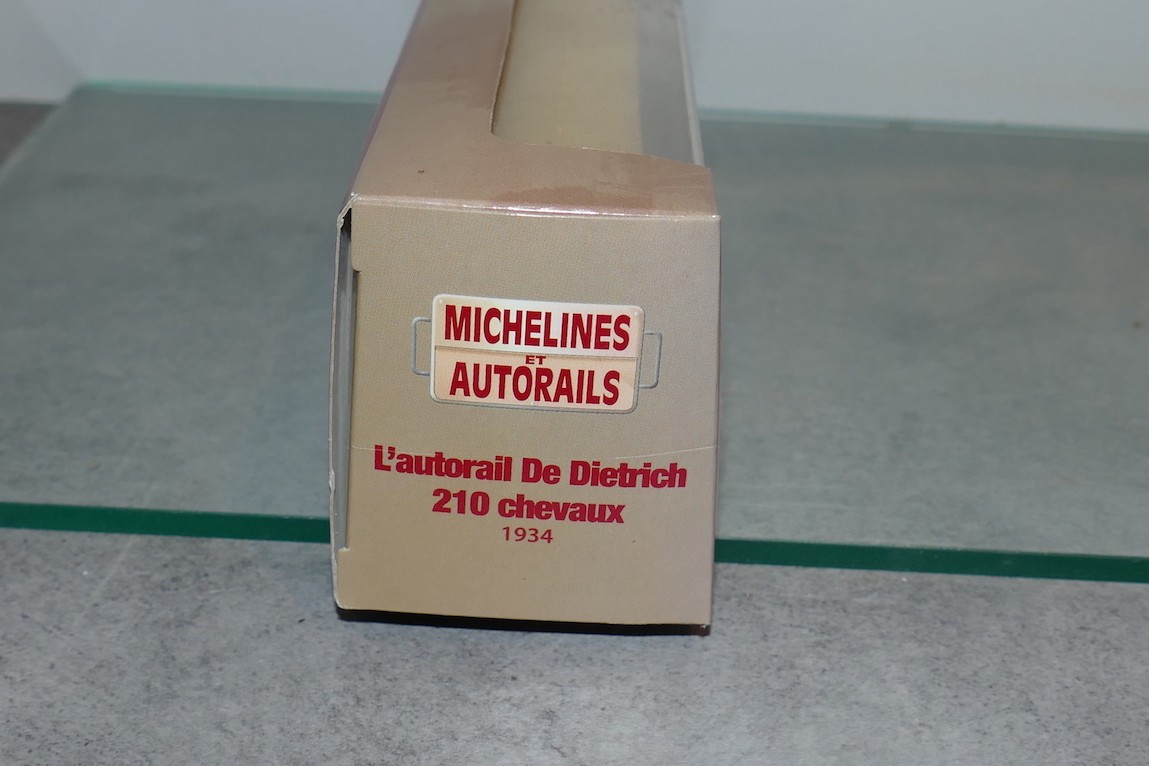 MICHELINES
ET
AUTORAILS
L'autorail De Dietrich
210 chevaux
1934